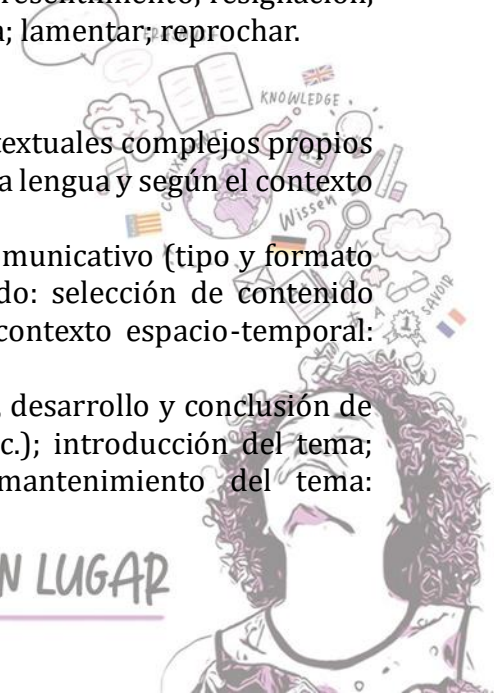 resentimiento, resignación,
; lamentar; reprochar.
KNOWLEDGE
textuales complejos propios
a lengua y según el contexto
Wissen
municativo (tipo y formato
do: selección de contenido
contexto espacio-temporal:
SAVOIR
1
desarrollo y conclusión de
c.); introducción del tema;
mantenimiento del tema:
N LUGAR